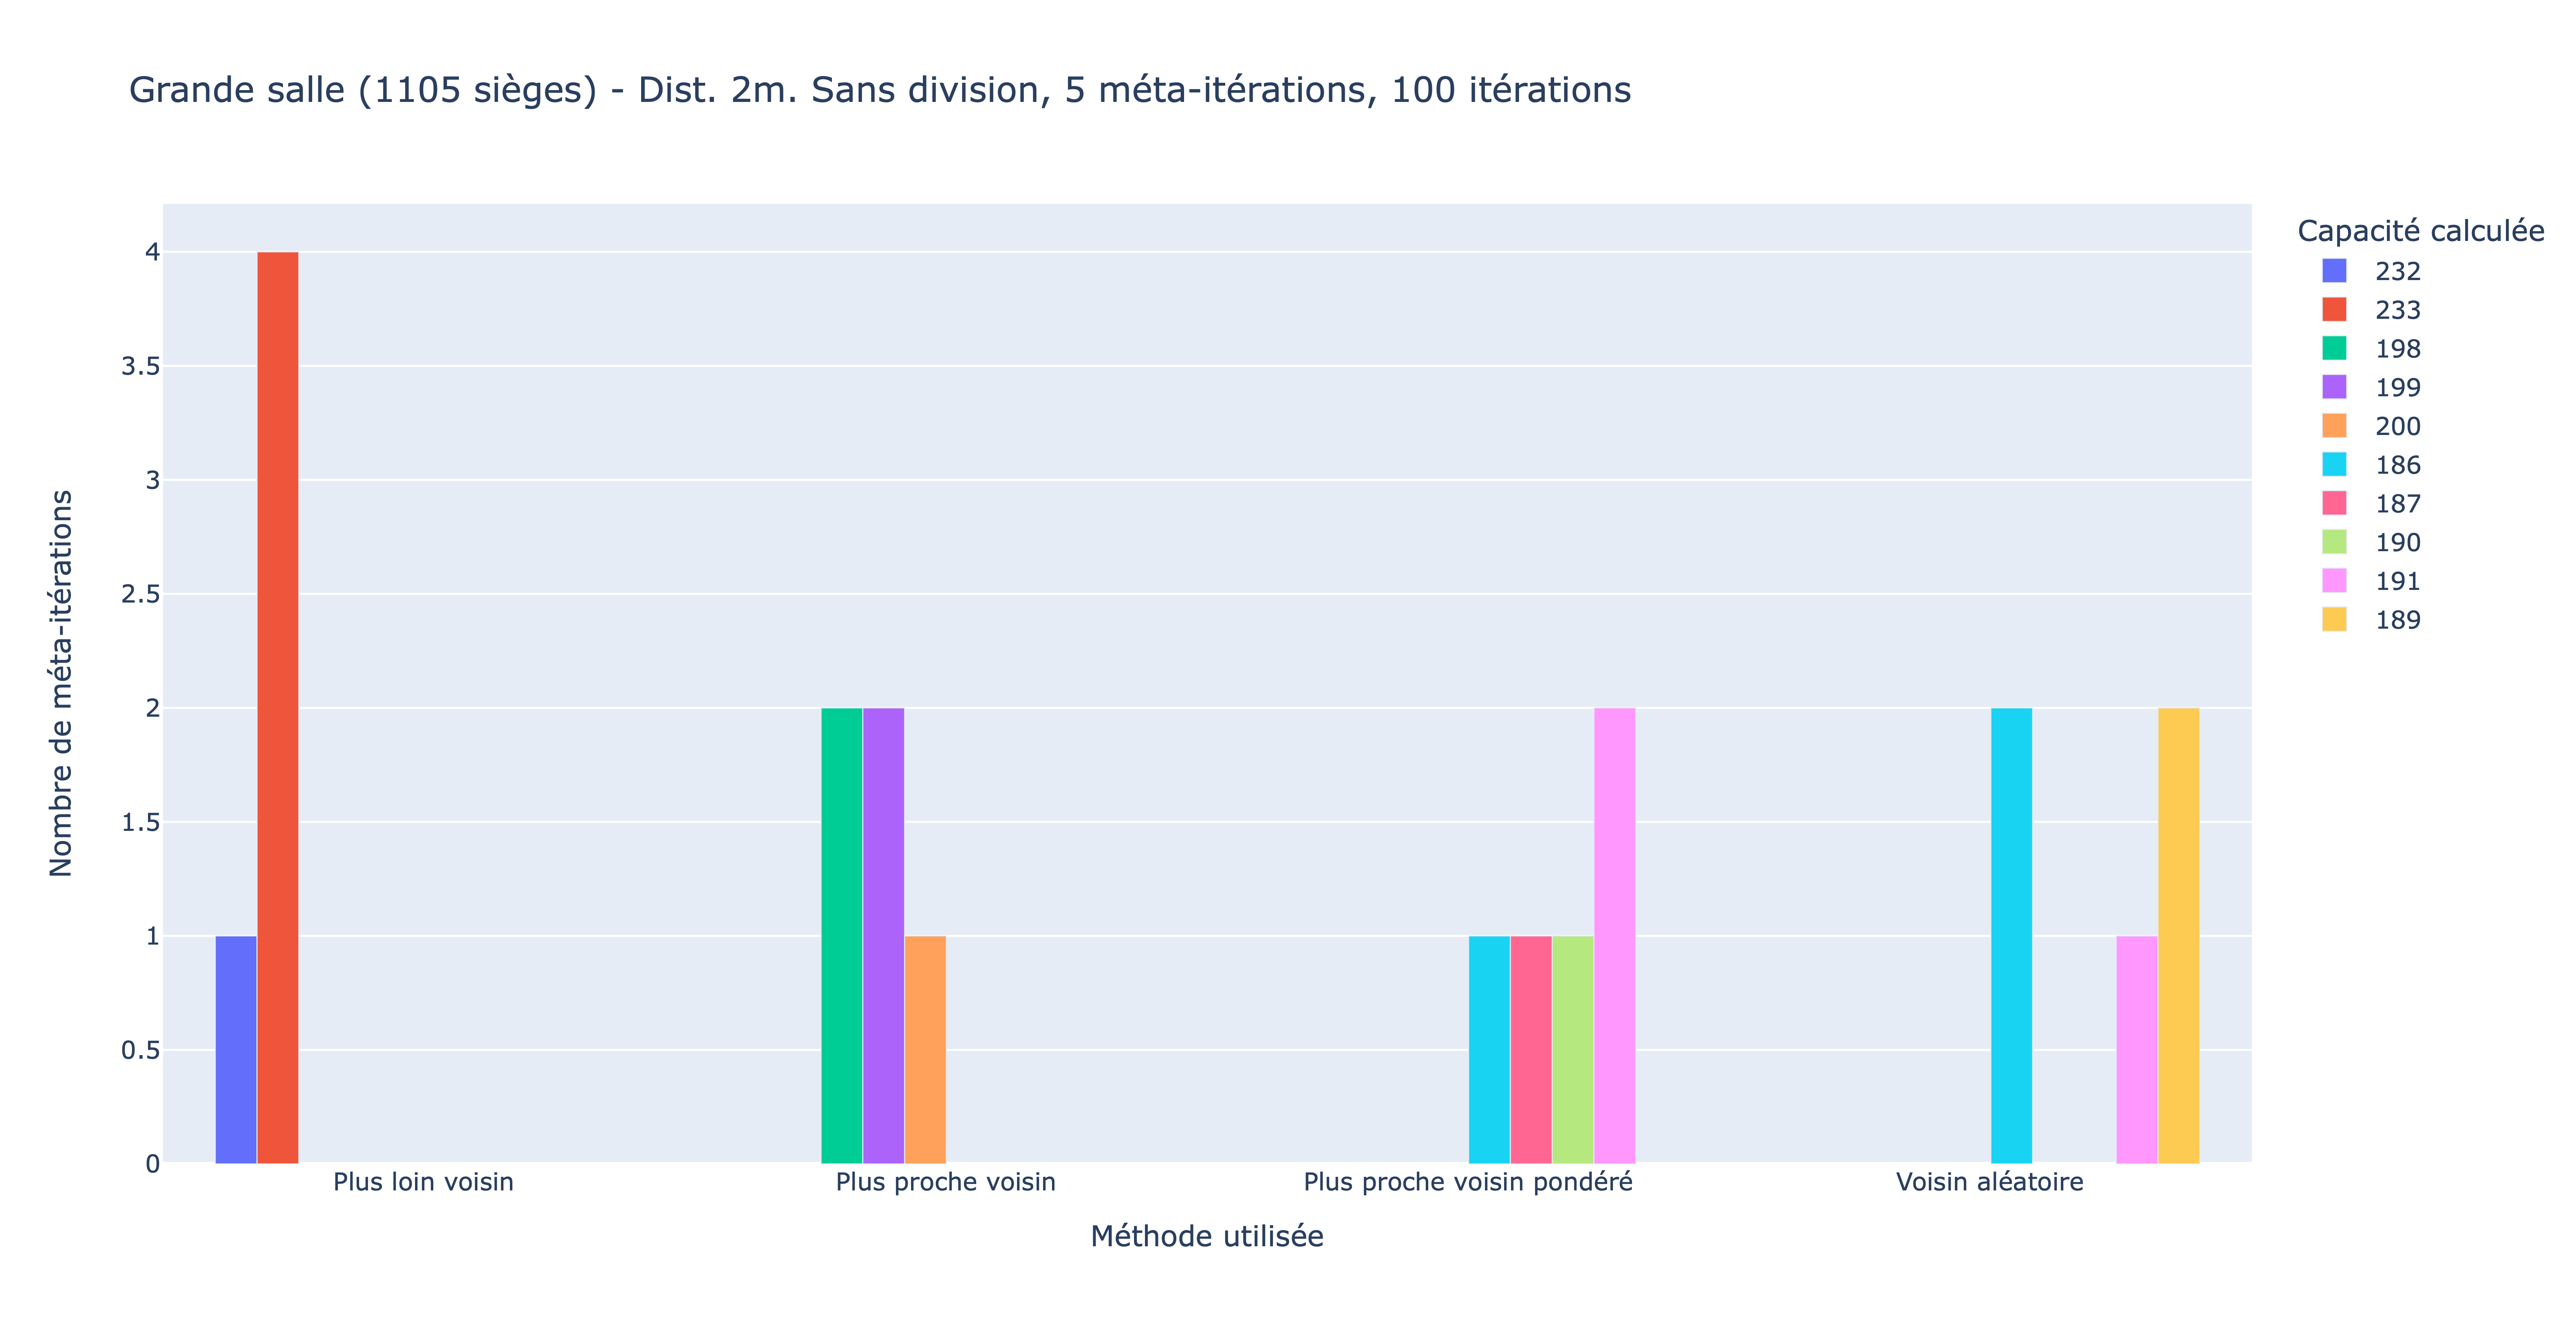 Grande salle (1105 sièges) - Dist. 2m. Sans division, 5 méta-itérations, 100 itérations
Capacité calculée
232
233
198
199
200
186
187
190
191
189
Nombre de méta-itérations
4
3.5
3
2.5
2
1.5
1
0.5
0
Plus loin voisin
Plus proche voisin
Plus proche voisin pondéré
Voisin aléatoire
Méthode utilisée